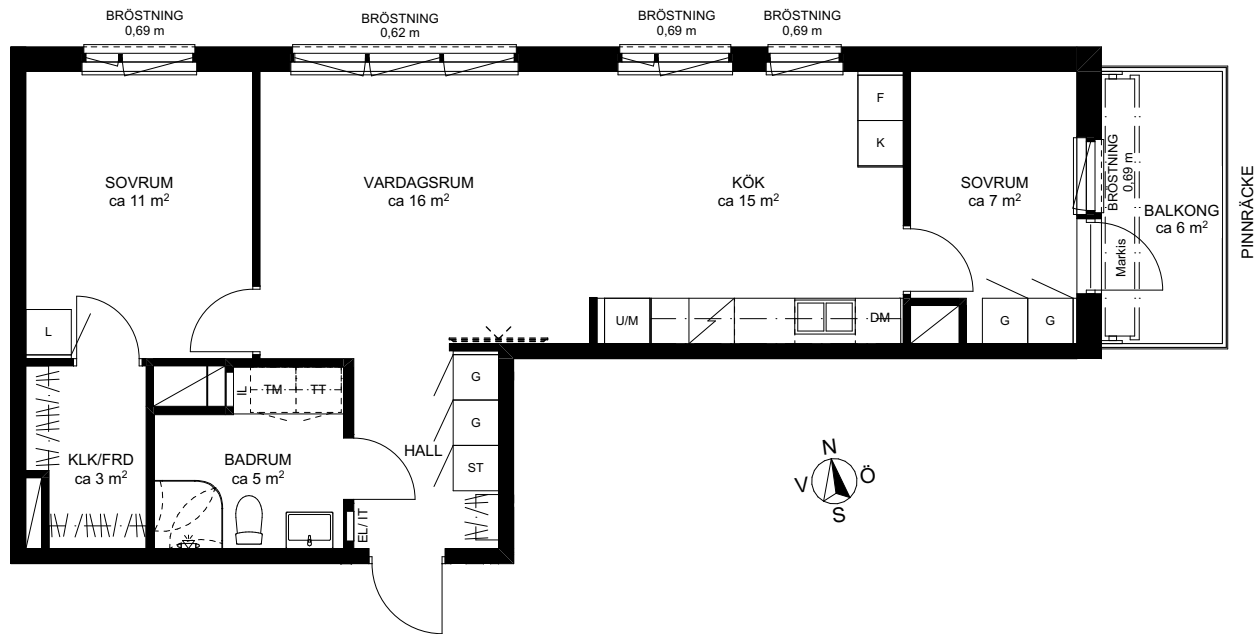 BRÖSTNING
0,69 m
BRÖSTNING
0,62 m
BRÖSTNING
0,69 m
BRÖSTNING
0,69 m
F
K
SOVRUM
ca 11 m²
VARDAGSRUM
ca 16 m²
KÖK
ca 15 m²
SOVRUM
ca 7 m²
BRÖSTNING
0,69 m
BALKONG
ca 6 m²
PINNRÄCKE
Markis
L
U/M
DM
G
G
IL
TM
TT
G
G
ST
HALL
KLK/FRD
ca 3 m²
BADRUM
ca 5 m²
EL/IT
N
V
Ö
S